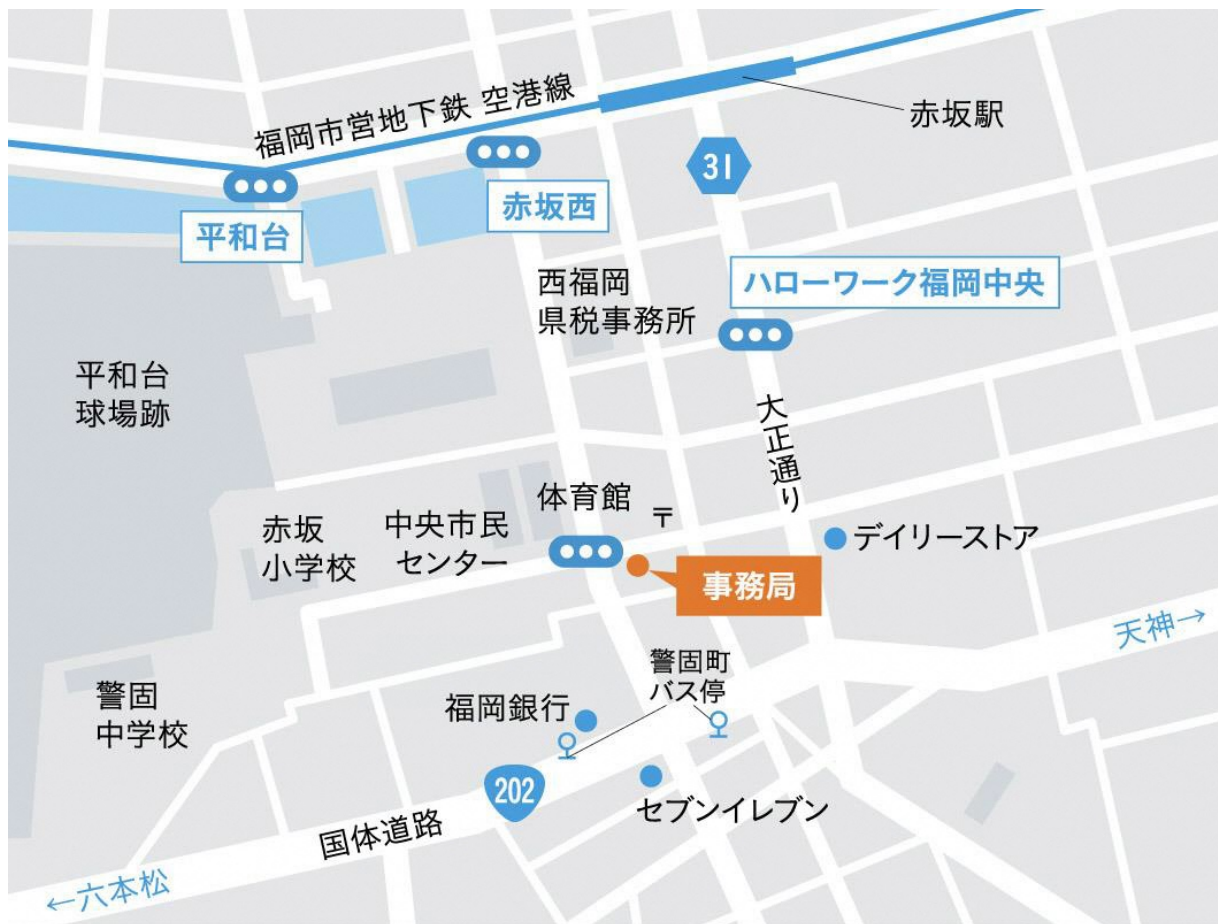 福岡市営地下鉄 空港線
赤坂駅
31
赤坂西
平和台
ハローワーク福岡中央
西福岡
県税事務所
平和台
球場跡
大正通り
体育館
〒
赤坂
小学校
中央市民
センター
デイリーストア
事務局
天神→
警固町
バス停
警固
中学校
福岡銀行
202
セブンイレブン
国体道路
←六本松